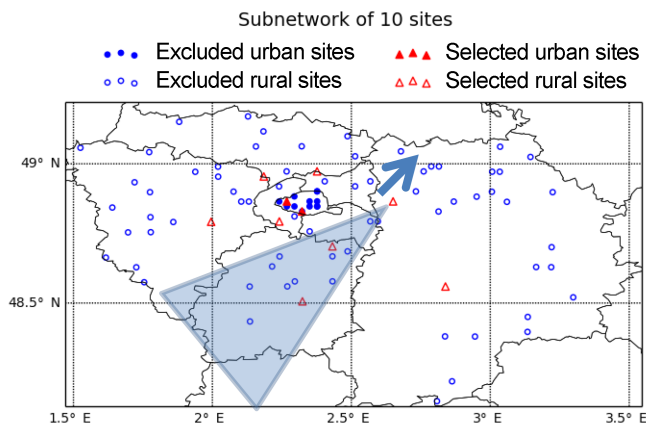 Subnetwork of 10 sites
Excluded urban sites
Selected urban sites
Excluded rural sites
Selected rural sites
49° N
48.5° N
1.5° E
2° E
2.5° E
3° E
3.5° E